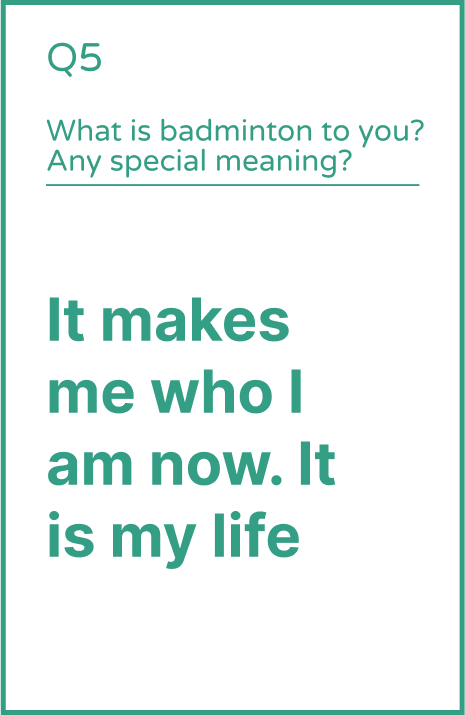 Q5
What is badminton to you?
Any special meaning?
It makes
me who I
am now. It
is my life